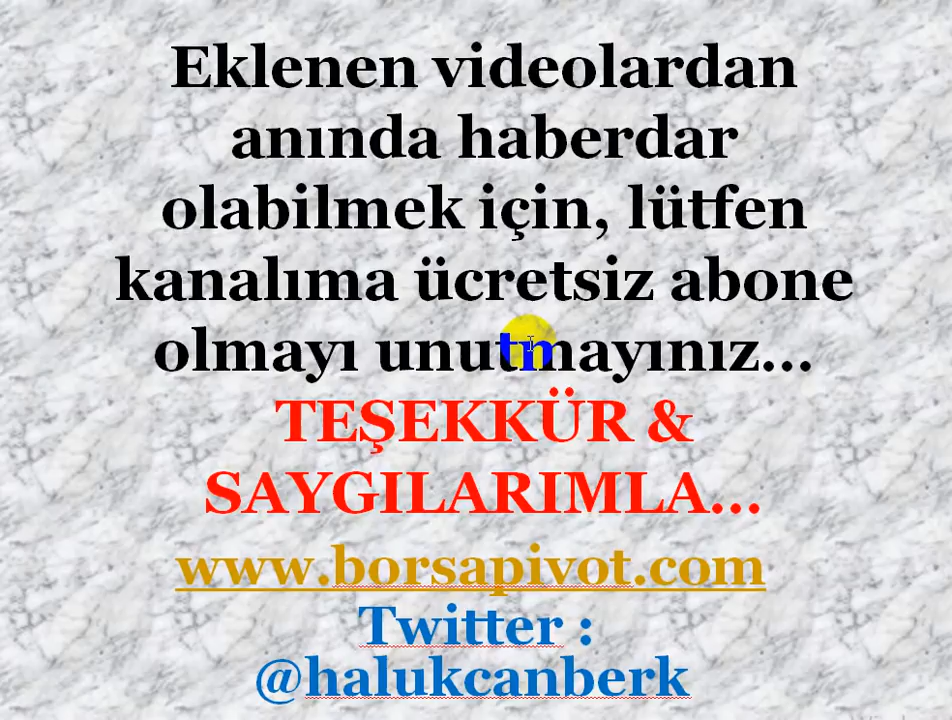 Eklenen videolardan
anında haberdar
olabilmek için, lütfen
kanalıma ücretsiz abone
olmayı unutmayınız...
TEŞEKKÜR &
SAYGILARIMLA...
www.borsapivot.com
Twitter :
@halukcanberk